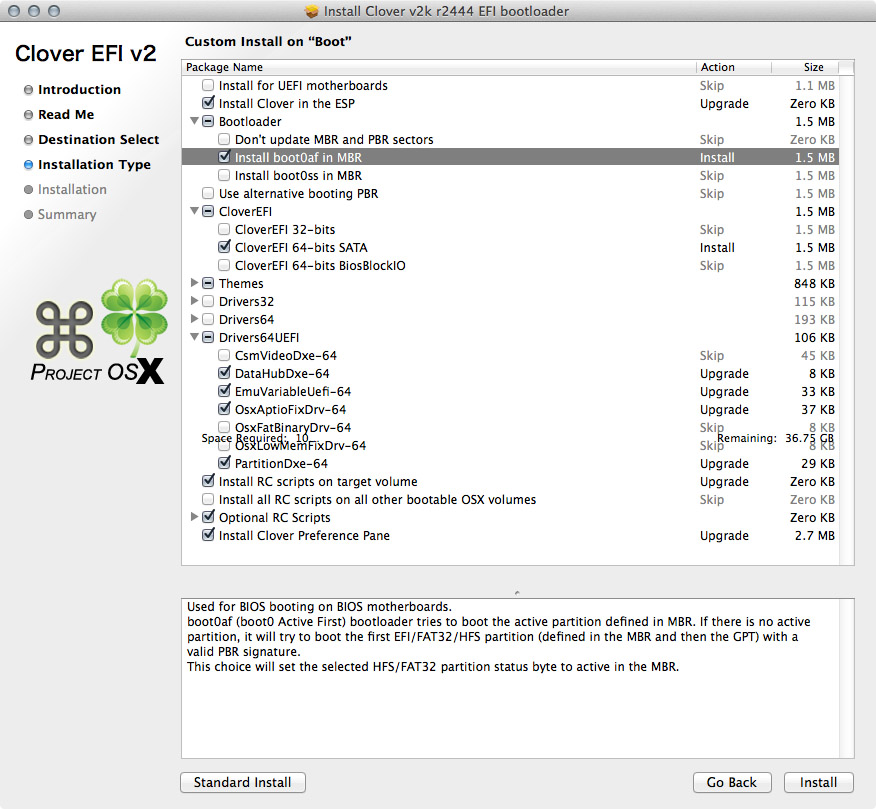 Install Clover v2k r2444 EFI bootloader
Clover EFI v2
Introduction
Read Me
Destination Select
Installation Type
Installation
Summary
PROJECT OSX
Custom Install on “Boot”
Package Name Action Size
Install for UEFI motherboards Skip 1.1 MB
Install Clover in the ESP Upgrade Zero KB
Bootloader 1.5 MB
Don't update MBR and PBR sectors Skip Zero KB
Install boot0af in MBR Install 1.5 MB
Install boot0ss in MBR Skip 1.5 MB
Use alternative booting PBR Skip 1.5 MB
CloverEFI 1.5 MB
CloverEFI 32-bits Skip 1.5 MB
CloverEFI 64-bits SATA Install 1.5 MB
CloverEFI 64-bits BiosBlockIO Skip 1.5 MB
Themes 848 KB
Drivers32 115 KB
Drivers64 193 KB
Drivers64UEFI 106 KB
CsmVideoDxe-64 Skip 45 KB
DataHubDxe-64 Upgrade 8 KB
EmuVariableUefi-64 Upgrade 33 KB
OsxAptioFixDrv-64 Upgrade 37 KB
OsxFatBinaryDrv-64 Skip 8 KB
Space Required: 10... Remaining: 36.75 GB
OsxLowMemFixDrv-64 Skip 8 KB
PartitionDxe-64 Upgrade 29 KB
Install RC scripts on target volume Upgrade Zero KB
Install all RC scripts on all other bootable OSX volumes Skip Zero KB
Optional RC Scripts Zero KB
Install Clover Preference Pane Upgrade 2.7 MB
Used for BIOS booting on BIOS motherboards.
boot0af (boot0 Active First) bootloader tries to boot the active partition defined in MBR. If there is no active
partition, it will try to boot the first EFI/FAT32/HFS partition (defined in the MBR and then the GPT) with a
valid PBR signature.
This choice will set the selected HFS/FAT32 partition status byte to active in the MBR.
Standard Install Go Back Install